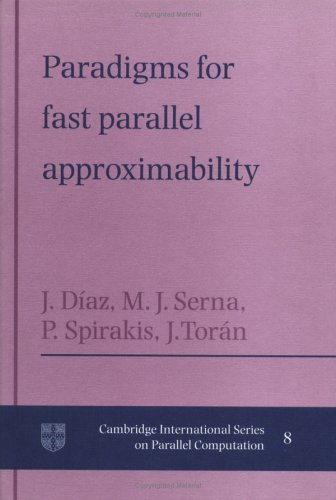 Paradigms for
fast parallel
approximability
J. Díaz, M. J. Serna,
P. Spirakis, J.Torán
Cambridge International Series
on Parallel Computation 8